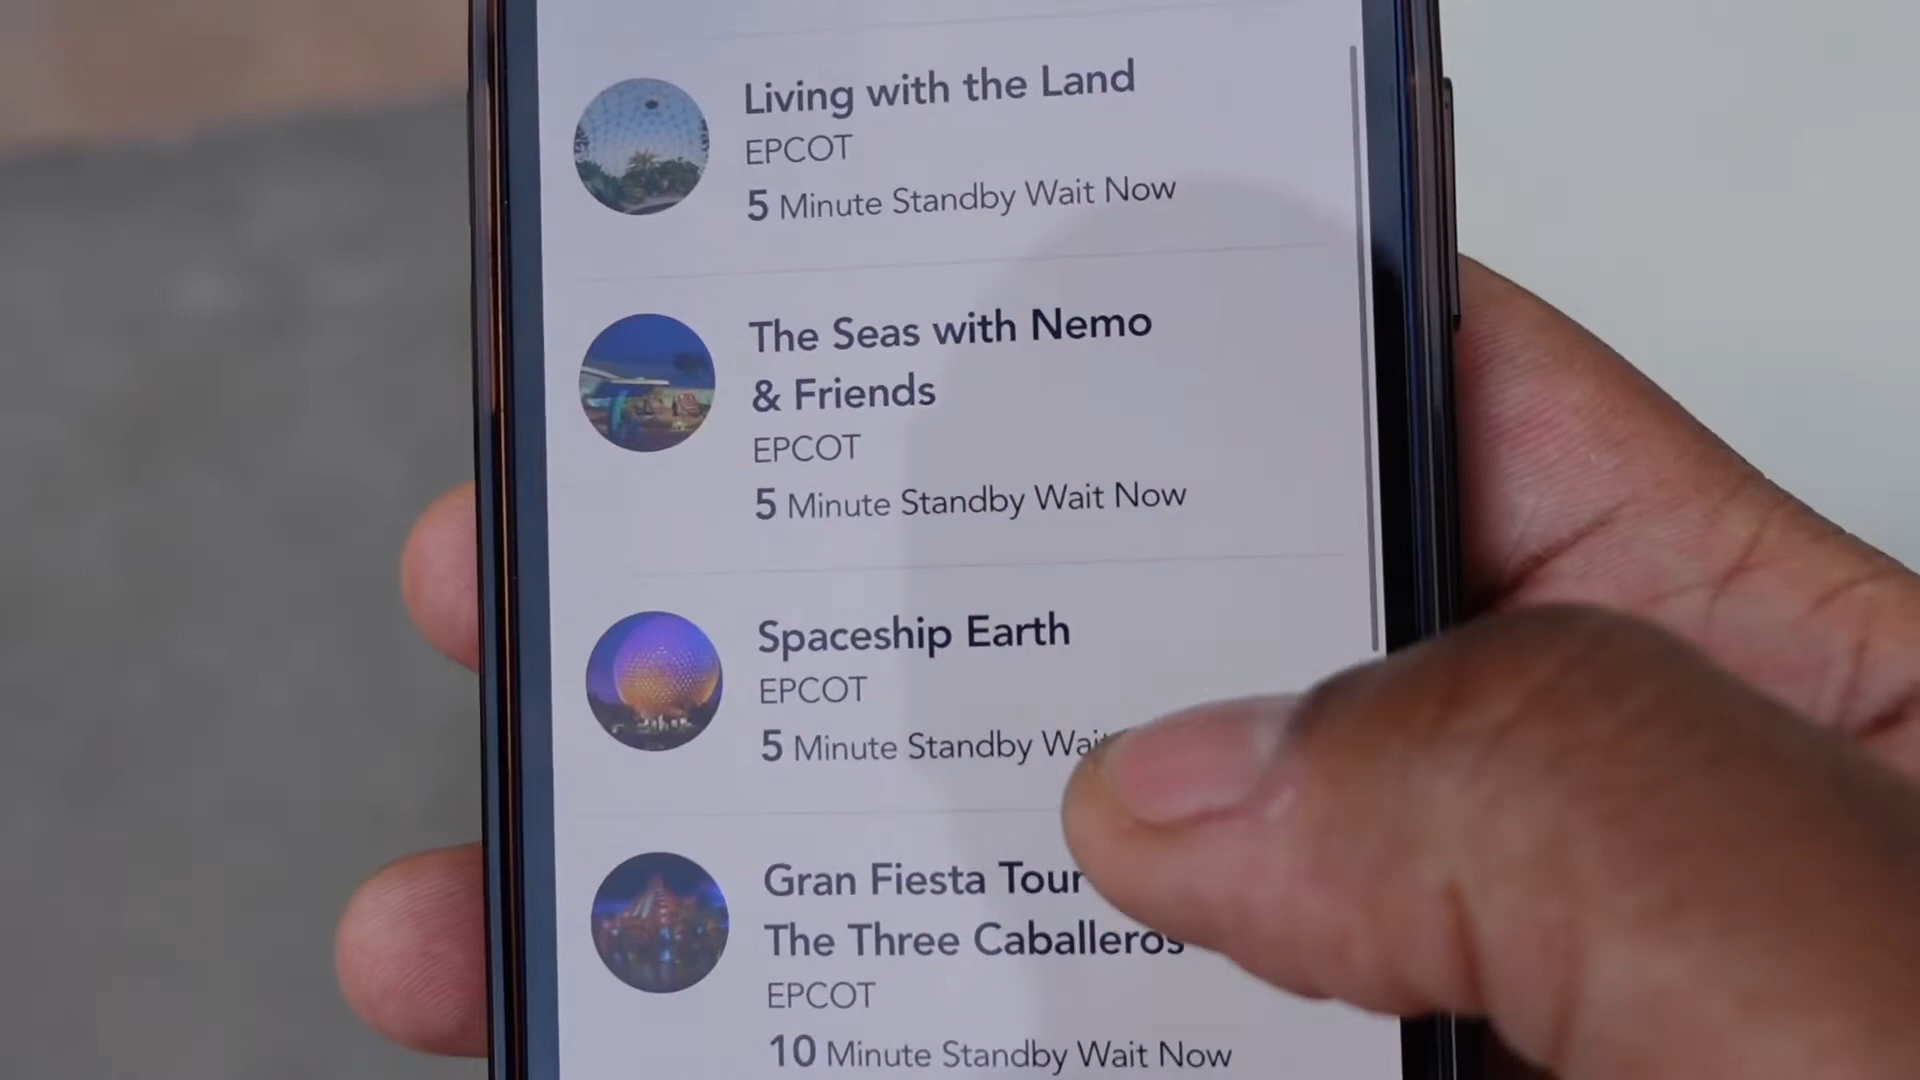 Living with the Land
EPCOT
5 Minute Standby Wait Now
The Seas with Nemo
& Friends
EPCOT
5 Minute Standby Wait Now
Spaceship Earth
EPCOT
5 Minute Standby Wait
Gran Fiesta Tour
The Three Caballeros
EPCOT
10 Minute Standby Wait Now